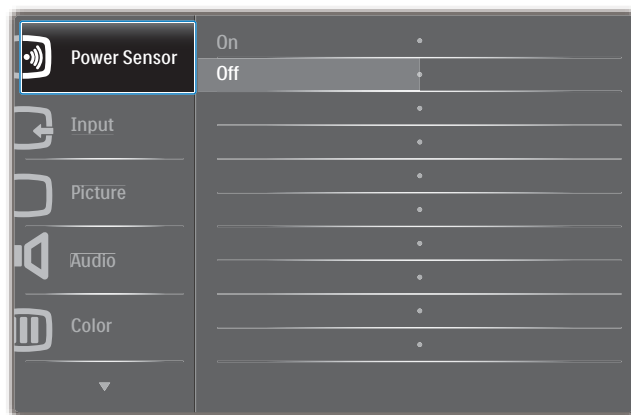 Power Sensor
On
Off
Input
Picture
Audio
Color